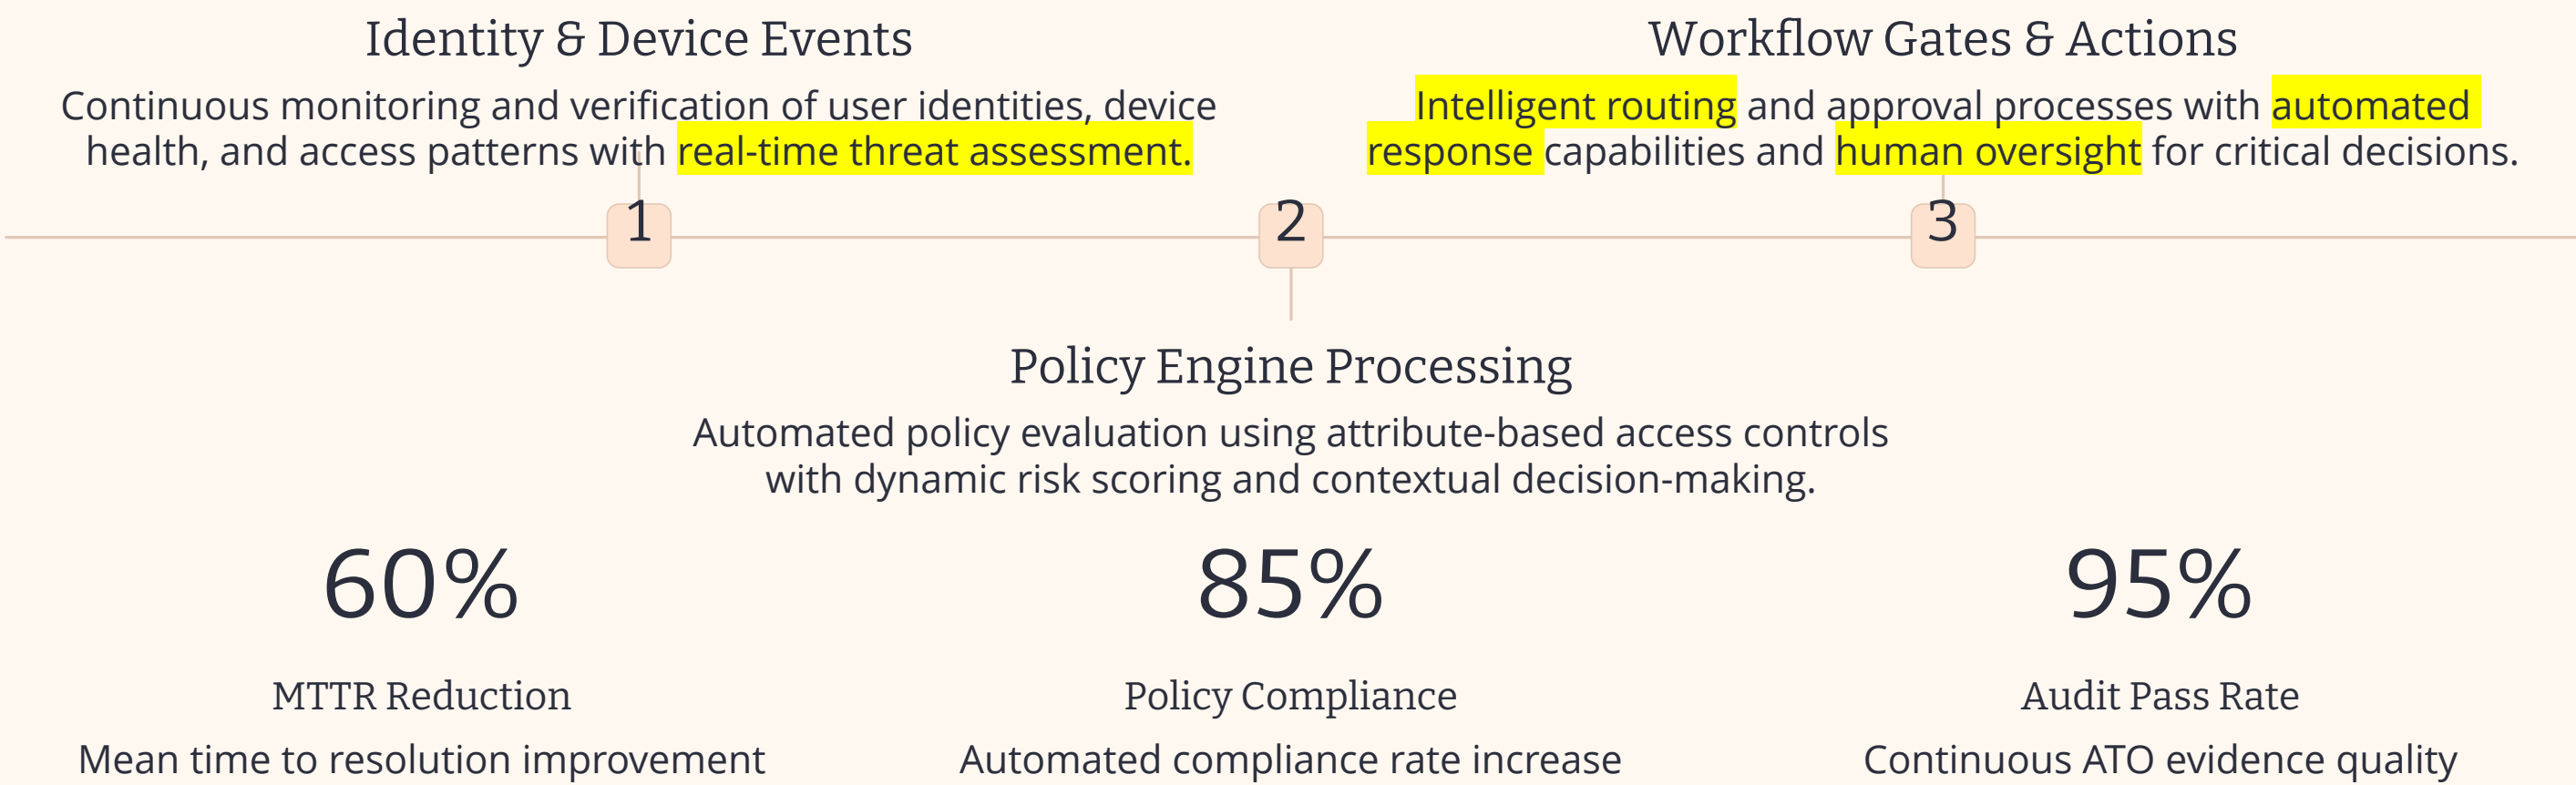 Identity & Device Events
Continuous monitoring and verification of user identities, device
health, and access patterns with real-time threat assessment.
Workflow Gates & Actions
Intelligent routing and approval processes with automated
response capabilities and human oversight for critical decisions.
1
2
3
Policy Engine Processing
Automated policy evaluation using attribute-based access controls
with dynamic risk scoring and contextual decision-making.
60%
MTTR Reduction
Mean time to resolution improvement
85%
Policy Compliance
Automated compliance rate increase
95%
Audit Pass Rate
Continuous ATO evidence quality